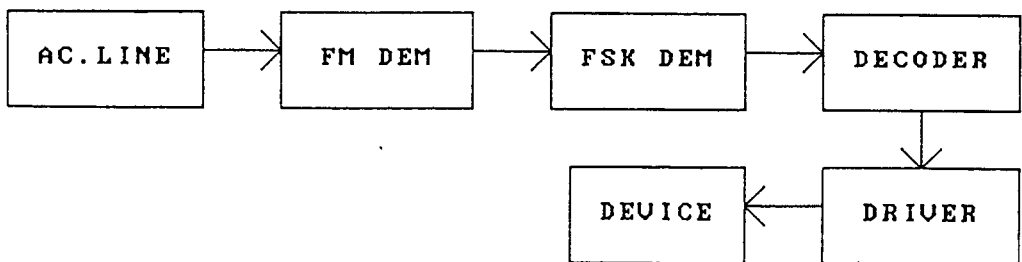 AC.LINE
FM DEM
FSK DEM
DECODER
DEVICE
DRIVER